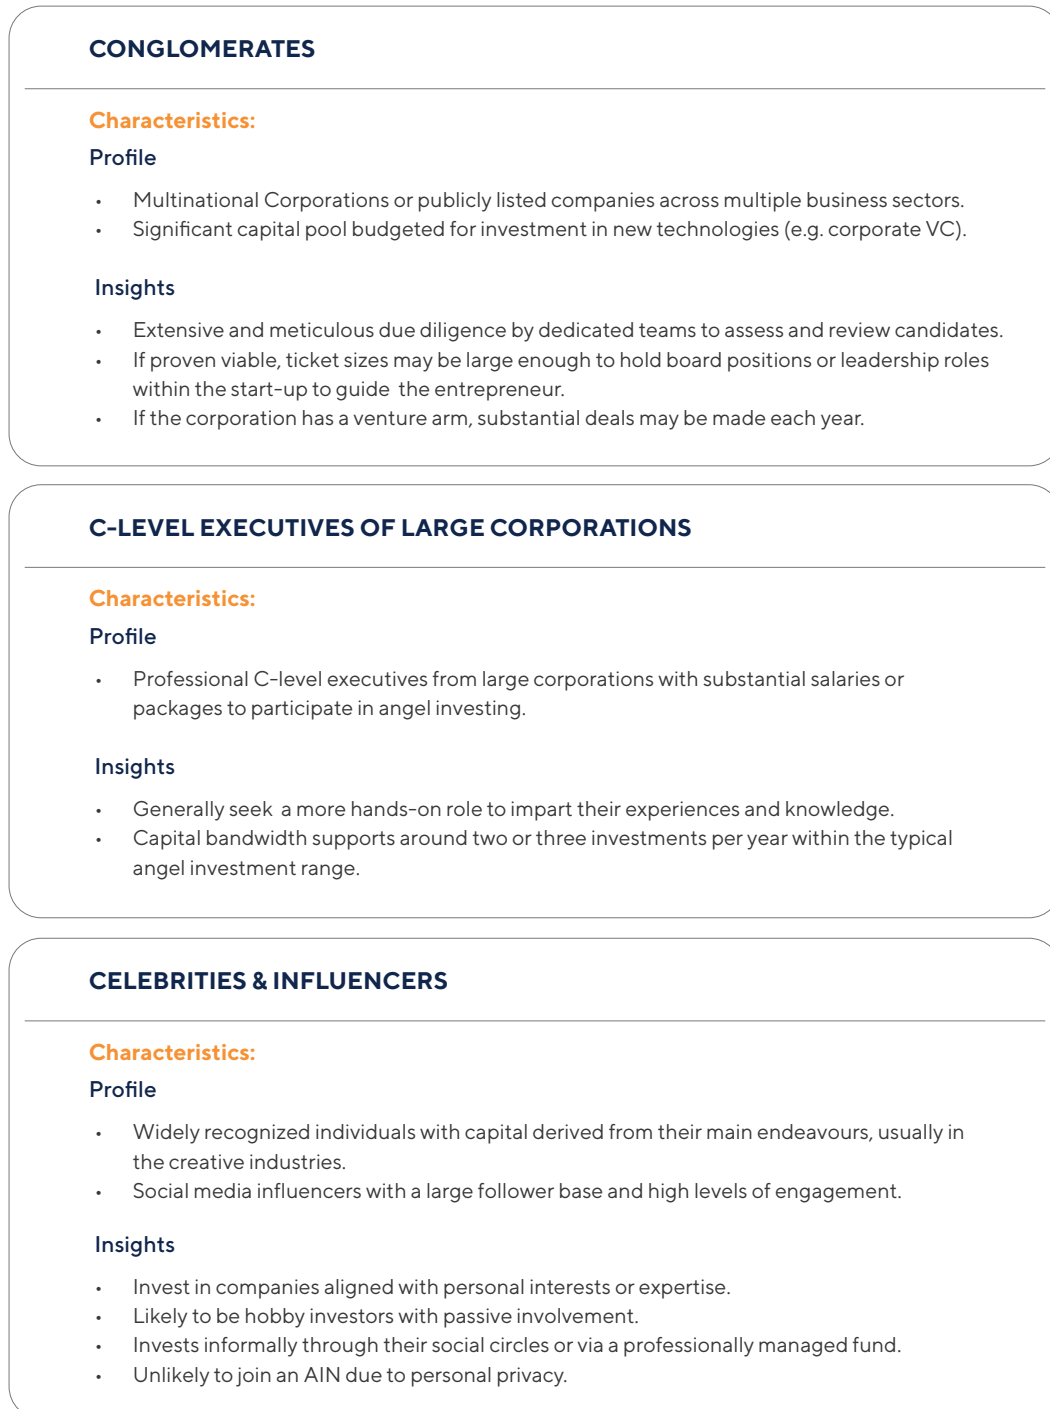 CONGLOMERATES
Characteristics:
Profile
• Multinational Corporations or publicly listed companies across multiple business sectors.
• Significant capital pool budgeted for investment in new technologies (e.g. corporate VC).
Insights
• Extensive and meticulous due diligence by dedicated teams to assess and review candidates.
• If proven viable, ticket sizes may be large enough to hold board positions or leadership roles
within the start-up to guide  the entrepreneur.
• If the corporation has a venture arm, substantial deals may be made each year.
C-LEVEL EXECUTIVES OF LARGE CORPORATIONS
Characteristics:
Profile
• Professional C-level executives from large corporations with substantial salaries or
packages to participate in angel investing.
Insights
• Generally seek  a more hands-on role to impart their experiences and knowledge.
• Capital bandwidth supports around two or three investments per year within the typical
angel investment range.
CELEBRITIES & INFLUENCERS
Characteristics:
Profile
• Widely recognized individuals with capital derived from their main endeavours, usually in
the creative industries.
• Social media influencers with a large follower base and high levels of engagement.
Insights
• Invest in companies aligned with personal interests or expertise.
• Likely to be hobby investors with passive involvement.
• Invests informally through their social circles or via a professionally managed fund.
• Unlikely to join an AIN due to personal privacy.